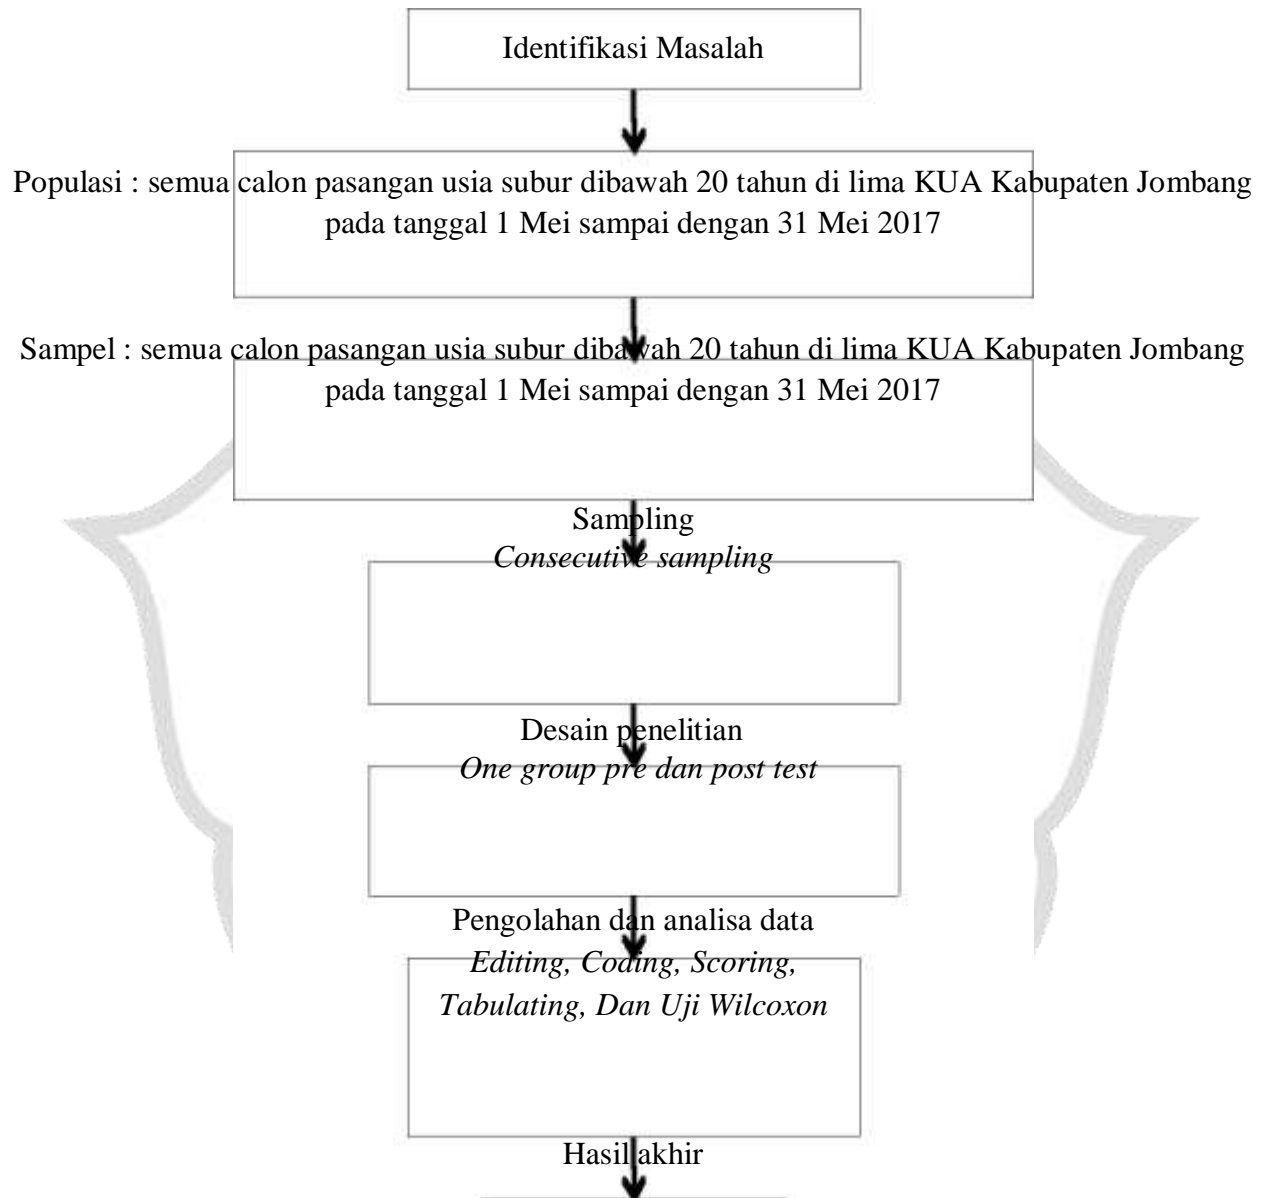 Identifikasi Masalah
Populasi : semua calon pasangan usia subur dibawah 20 tahun di lima KUA Kabupaten Jombang
pada tanggal 1 Mei sampai dengan 31 Mei 2017
Sampel : semua calon pasangan usia subur dibawah 20 tahun di lima KUA Kabupaten Jombang
pada tanggal 1 Mei sampai dengan 31 Mei 2017
Sampling
Consecutive sampling
Desain penelitian
One group pre dan post test
Pengolahan dan analisa data
Editing, Coding, Scoring,
Tabulating, Dan Uji Wilcoxon
Hasil akhir